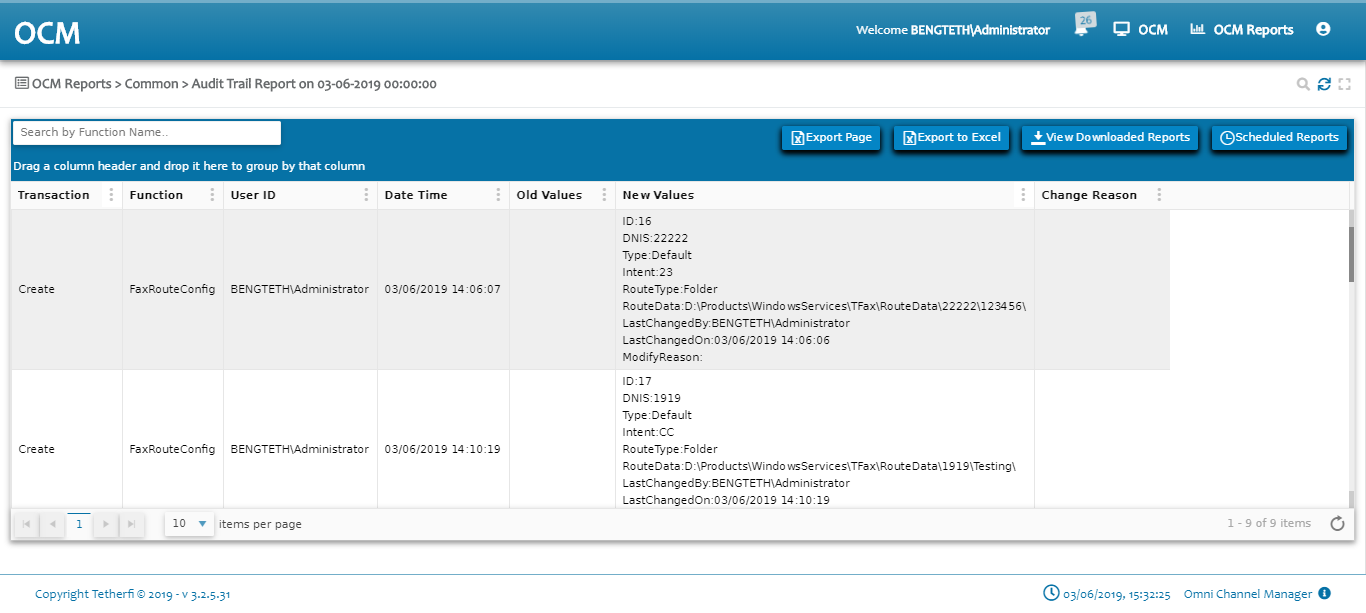 OCM
Welcome BENGTETH\Administrator
26
OCM
OCM Reports
OCM Reports > Common > Audit Trail Report on 03-06-2019 00:00:00
Search by Function Name..
Export Page
Export to Excel
View Downloaded Reports
Scheduled Reports
Drag a column header and drop it here to group by that column
Transaction Function User ID Date Time Old Values New Values Change Reason
Create FaxRouteConfig BENGTETH\Administrator 03/06/2019 14:06:07
ID:16
DNIS:22222
Type:Default
Intent:23
RouteType:Folder
RouteData:D:\Products\WindowsServices\TFax\RouteData\22222\123456\
LastChangedBy:BENGTETH\Administrator
LastChangedOn:03/06/2019 14:06:06
ModifyReason:
Create FaxRouteConfig BENGTETH\Administrator 03/06/2019 14:10:19
ID:17
DNIS:1919
Type:Default
Intent:CC
RouteType:Folder
RouteData:D:\Products\WindowsServices\TFax\RouteData\1919\Testing\
LastChangedBy:BENGTETH\Administrator
LastChangedOn:03/06/2019 14:10:19
1
10 items per page
1 - 9 of 9 items
Copyright Tetherfi © 2019 - v 3.2.5.31
03/06/2019, 15:32:25
Omni Channel Manager